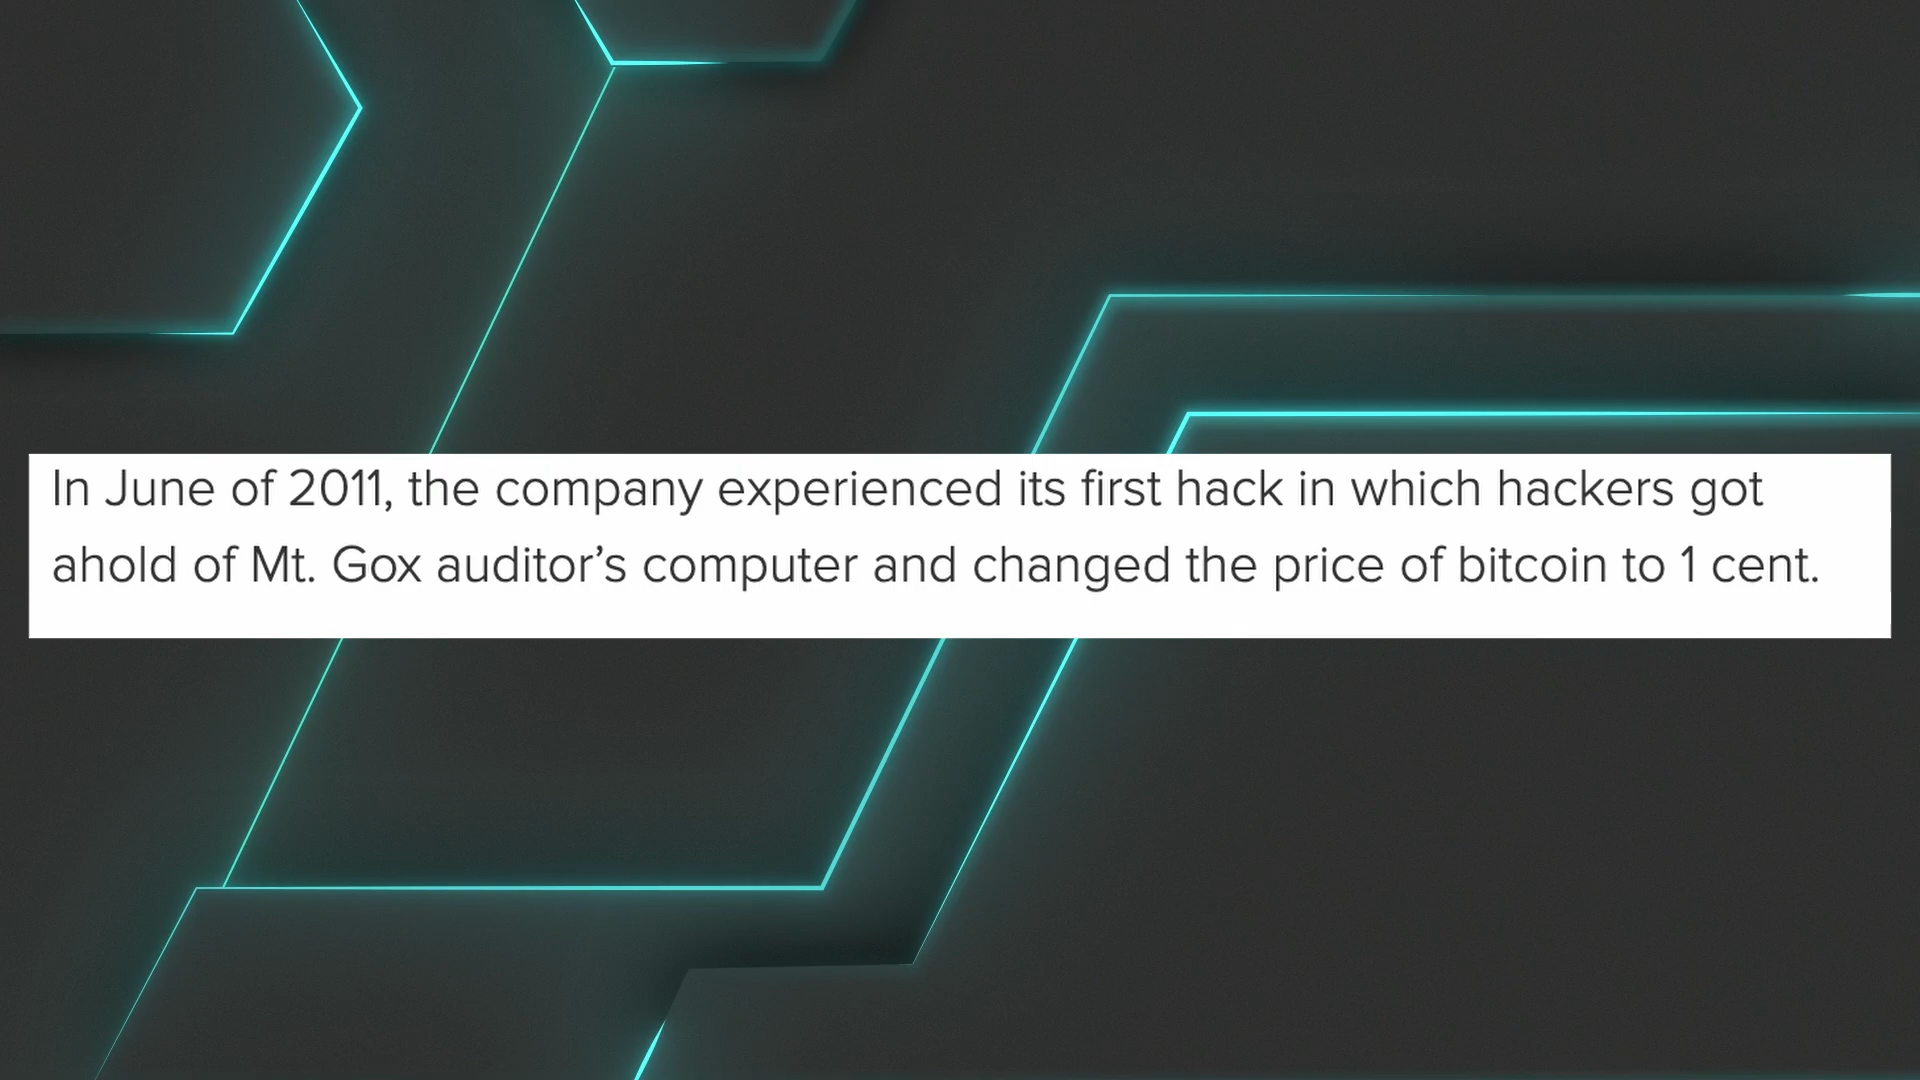 In June of 2011, the company experienced its first hack in which hackers got
ahold of Mt. Gox auditor’s computer and changed the price of bitcoin to 1 cent.